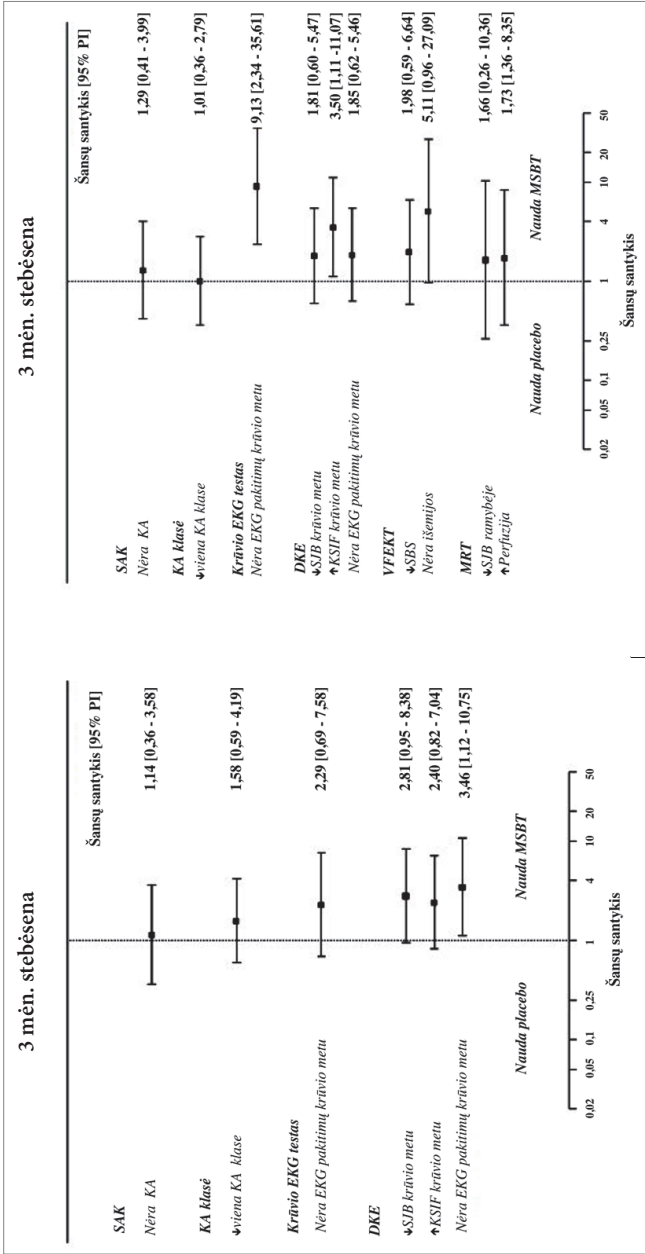 3 mėn. stebėsena
Šansų santykis [95% PI]
SAK
Nėra KA 1,14 [0,36 - 3,58]
KA klasė
↓viena KA klase 1,58 [0,59 - 4,19]
Krūvio EKG testas
Nėra EKG pakitimų krūvio metu 2,29 [0,69 - 7,58]
DKE
↓SJB krūvio metu 2,81 [0,95 - 8,38]
↑KSIF krūvio metu 2,40 [0,82 - 7,04]
Nėra EKG pakitimų krūvio metu 3,46 [1,12 - 10,75]
Nauda placebo Nauda MSBT
0,02 0,05 0,1 0,25 1 4 10 20 50
Šansų santykis
3 mėn. stebėsena
Šansų santykis [95% PI]
SAK
Nėra KA 1,29 [0,41 - 3,99]
KA klasė
↓viena KA klase 1,01 [0,36 - 2,79]
Krūvio EKG testas
Nėra EKG pakitimų krūvio metu 9,13 [2,34 - 35,61]
DKE
↓SJB krūvio metu 1,81 [0,60 - 5,47]
↑KSIF krūvio metu 3,50 [1,11 -11,07]
Nėra EKG pakitimų krūvio metu 1,85 [0,62 - 5,46]
VFEKT
↓SBS 1,98 [0,59 - 6,64]
Nėra išemijos 5,11 [0,96 - 27,09]
MRT
↓SJB ramybėje 1,66 [0,26 - 10,36]
↑Perfuzija 1,73 [1,36 - 8,35]
Nauda placebo Nauda MSBT
0,02 0,05 0,1 0,25 1 4 10 20 50
Šansų santykis